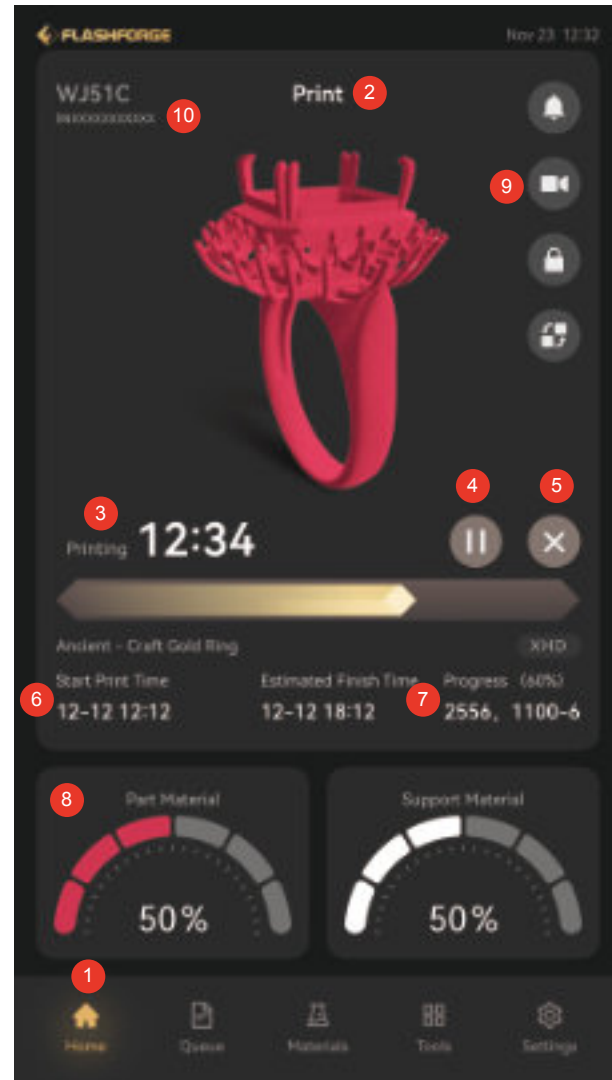 FLASHFORGE
Nov 23 12:32
WJ51C
Print
2
10
9
3
4
5
Printing
12:34
Ancient - Craft Gold Ring
XHD
Start Print Time
Estimated Finish Time
Progress (60%)
6
7
12-12 12:12
12-12 18:12
2556, 1100-6
8
Part Material
Support Material
50%
50%
1
Home
Queue
Materials
Tools
Settings